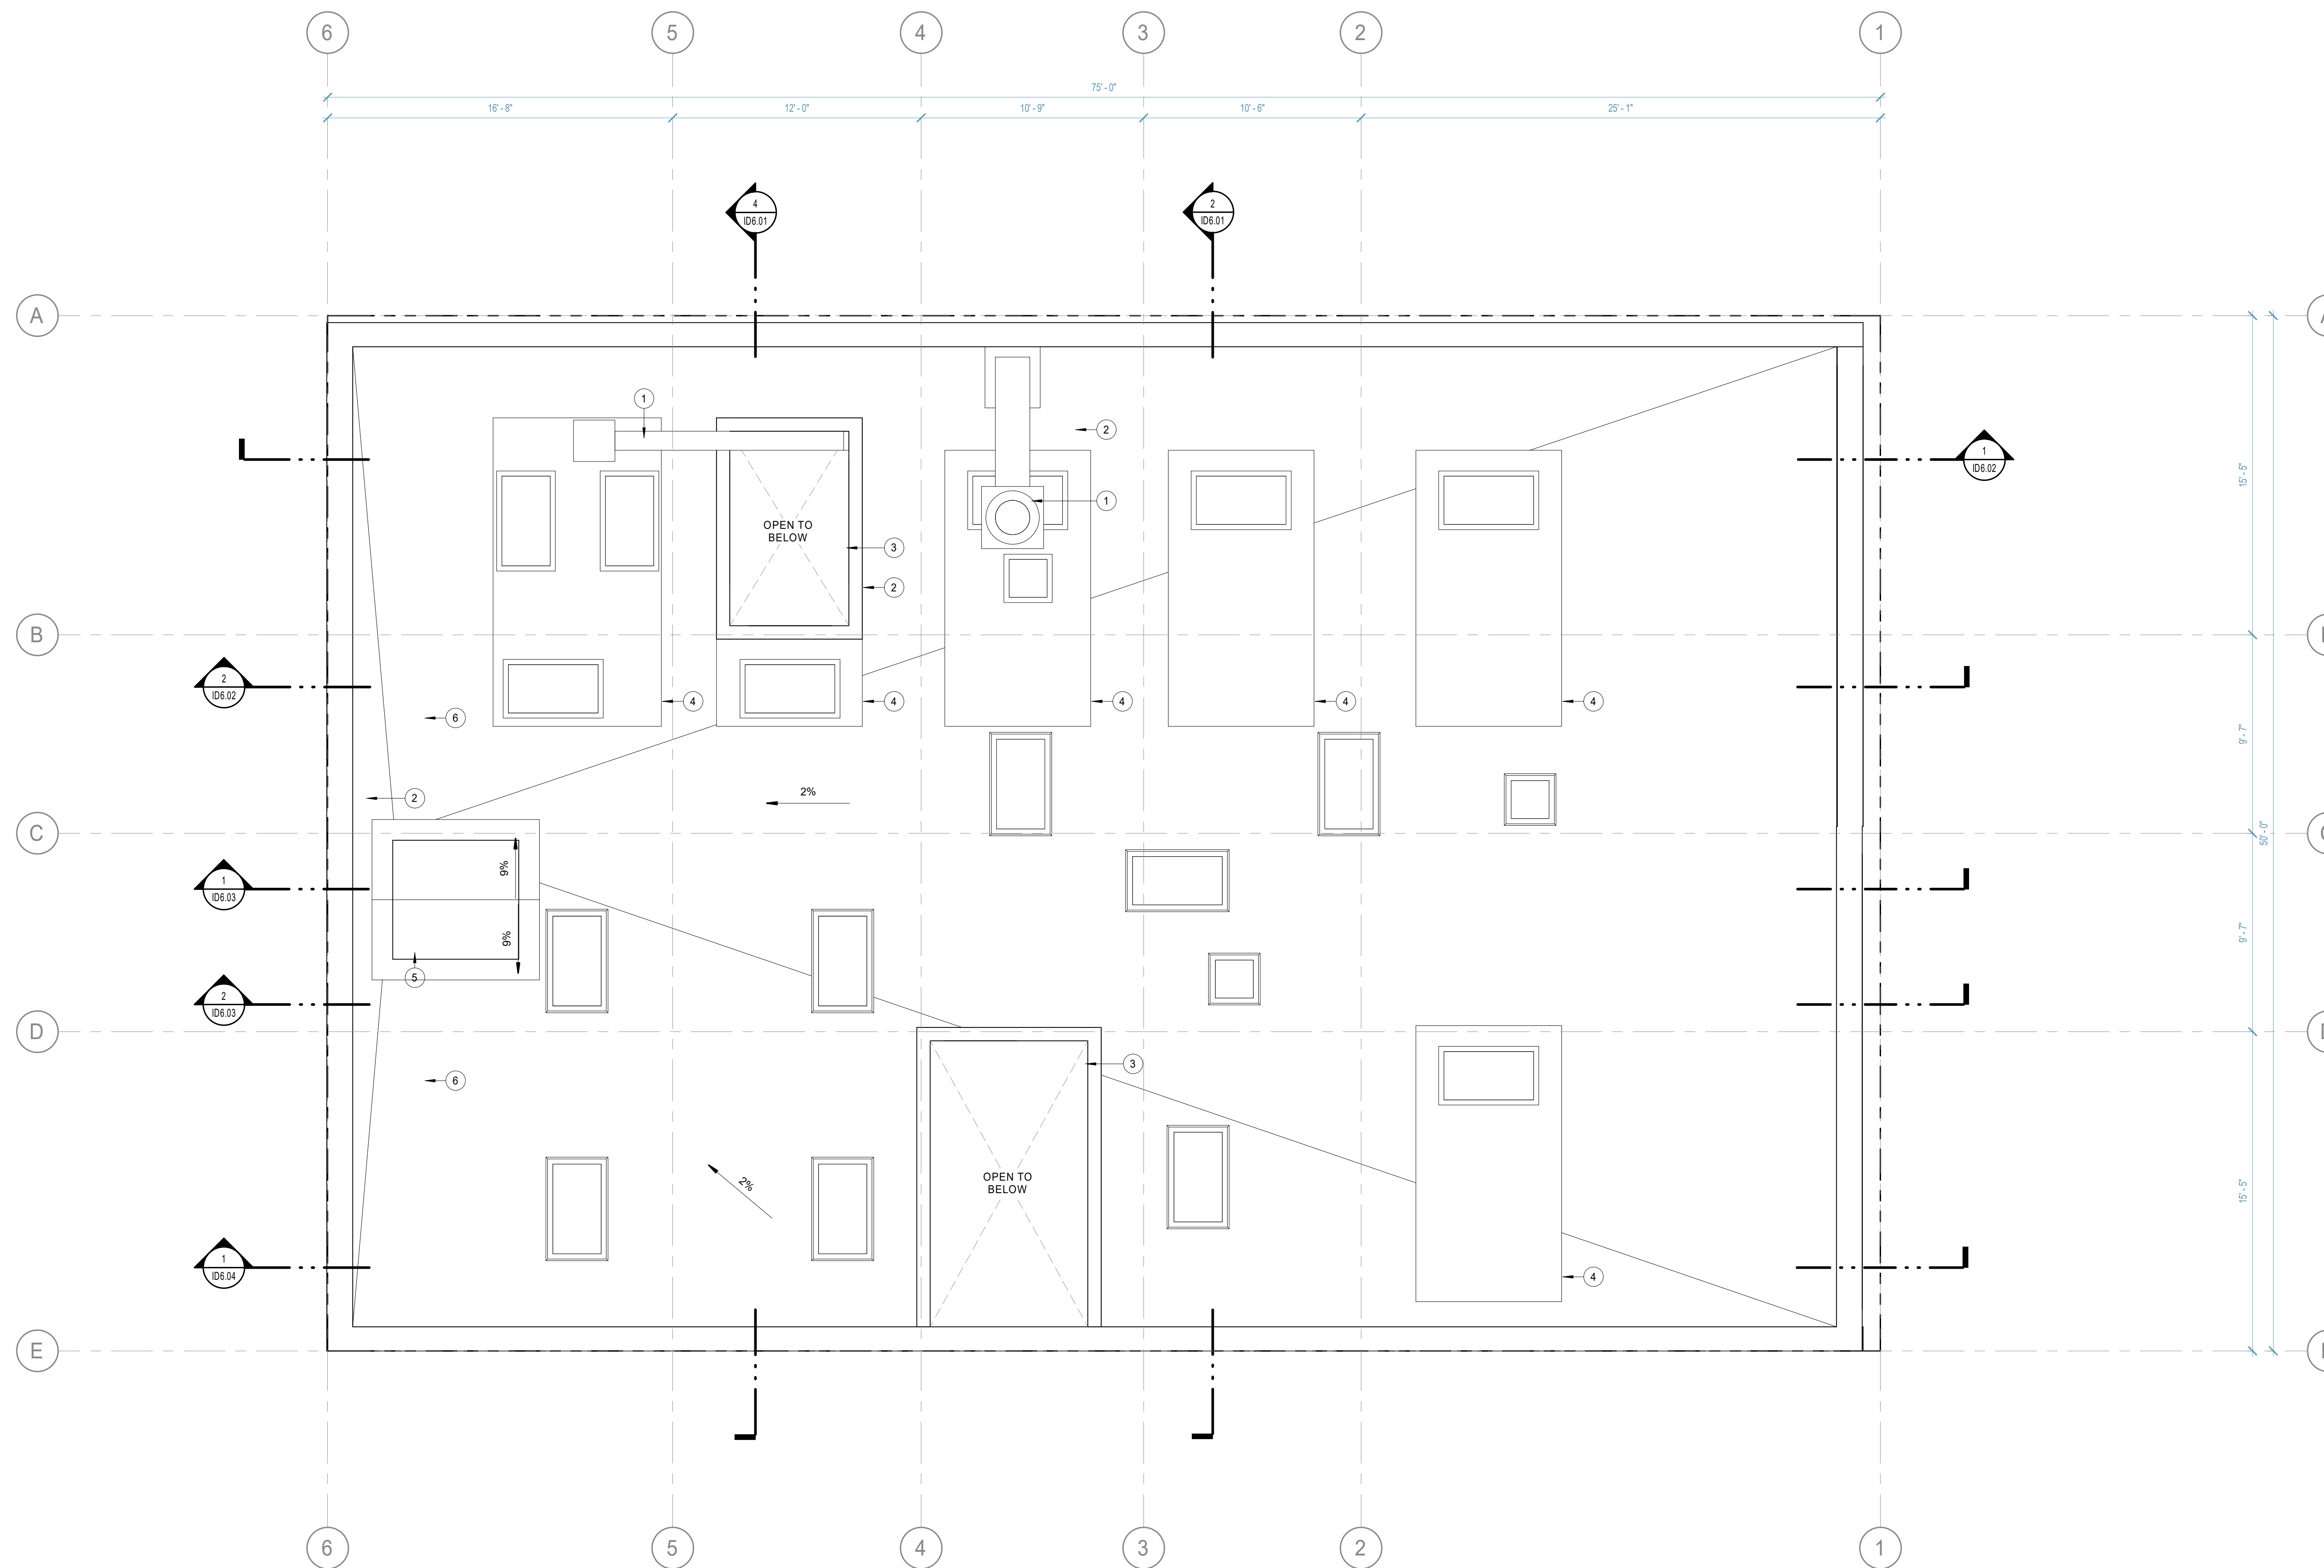 6 5 4 3 2 1
75' - 0"
16' - 8" 12' - 0" 10' - 9" 10' - 6" 25' - 1"
4
ID6.01
2
ID6.01
A
1
2
1
ID6.02
15' - 5"
1
OPEN TO
BELOW
3
2
B
2
ID6.02
4 4 4 4 4
6
9' - 7"
2
2%
C
50' - 0"
9%
1
ID6.03
9%
9' - 7"
5
2
ID6.03
D
3
6
OPEN TO
BELOW
2%
15' - 5"
1
ID6.04
4
E
6 5 4 3 2 1